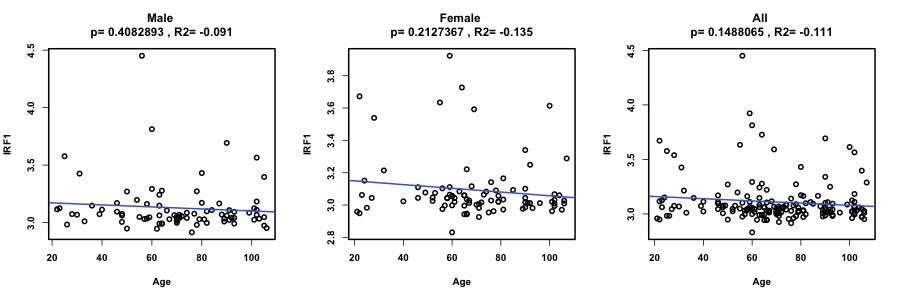 Male
p= 0.4082893 , R2= -0.091
IRF1
4.5
4.0
3.5
3.0
20 40 60 80 100
Age
Female
p= 0.2127367 , R2= -0.135
IRF1
3.8
3.6
3.4
3.2
3.0
2.8
20 40 60 80 100
Age
All
p= 0.1488065 , R2= -0.111
IRF1
4.5
4.0
3.5
3.0
20 40 60 80 100
Age